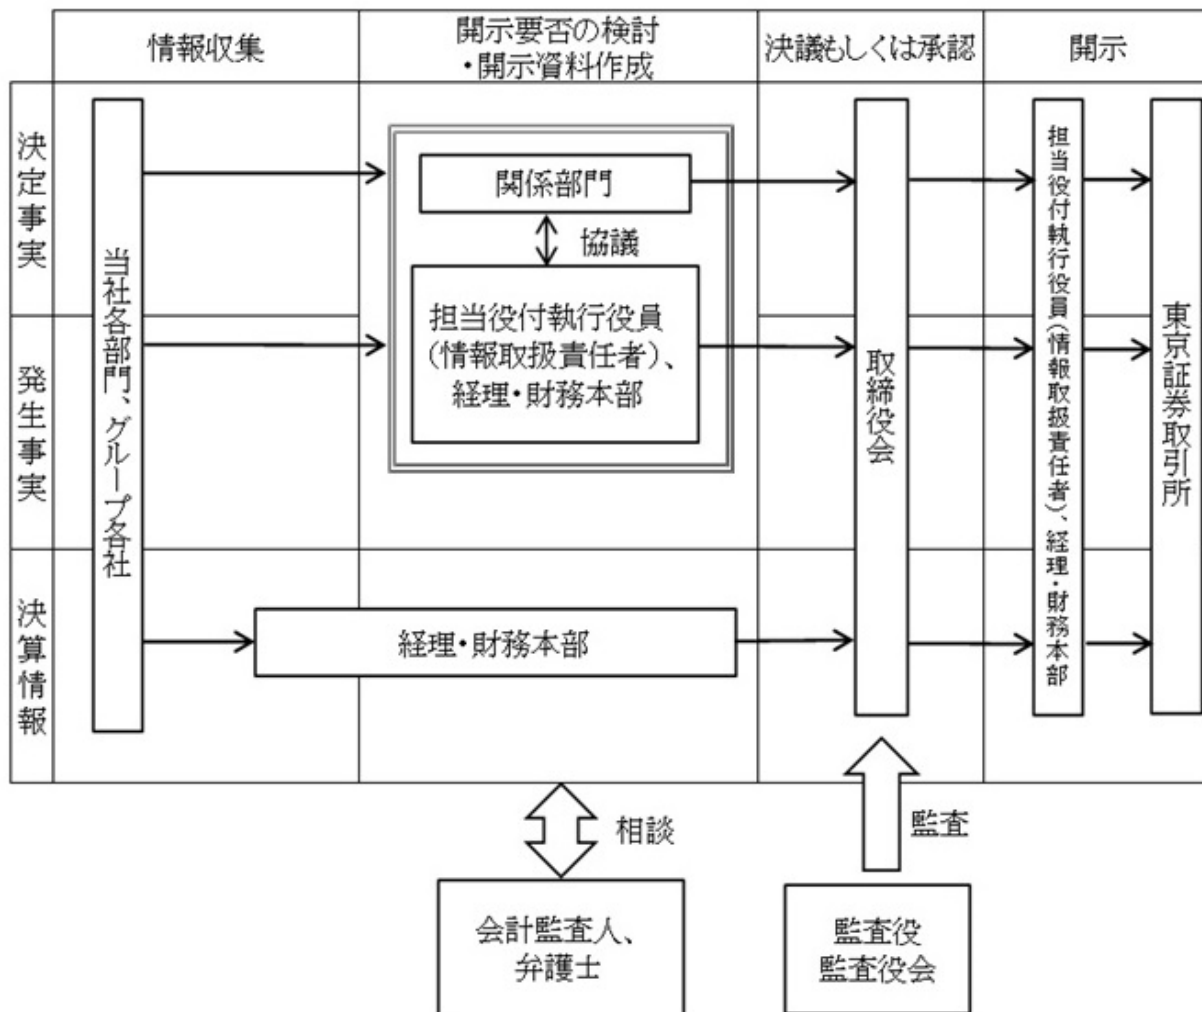 情報収集
開示要否の検討
・開示資料作成
決議もしくは承認
開示
決定事実
発生事実
決算情報
当社各部門、グループ各社
関係部門
協議
担当役付執行役員
(情報取扱責任者)、
経理・財務本部
経理・財務本部
取締役会
担当役付執行役員(情報取扱責任者)、経理・財務本部
東京証券取引所
相談
監査
会計監査人、
弁護士
監査役
監査役会